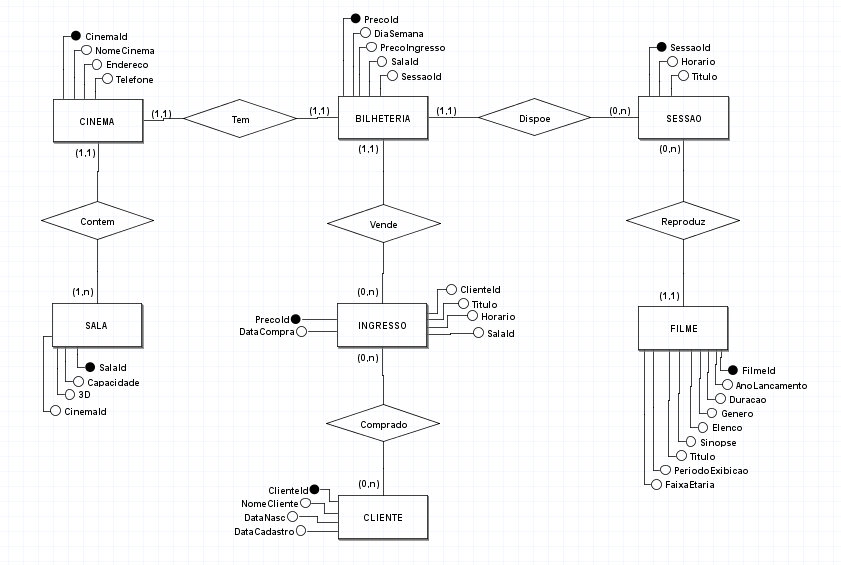 CinemaId
NomeCinema
Endereco
Telefone
CINEMA
(1,1)
Tem
(1,1)
PrecoId
DiaSemana
PrecoIngresso
SalaId
SessaoId
BILHETERIA
(1,1)
Dispoe
(0,n)
SessaoId
Horario
Titulo
SESSAO
(1,1)
Contem
(1,n)
(1,1)
Vende
(0,n)
(0,n)
Reproduz
(1,1)
SALA
SalaId
Capacidade
3D
CinemaId
PrecoId
DataCompra
INGRESSO
ClienteId
Titulo
Horario
SalaId
(0,n)
Comprado
(0,n)
FILME
FilmeId
AnoLancamento
Duracao
Genero
Elenco
Sinopse
Titulo
PeriodoExibicao
FaixaEtaria
ClienteId
NomeCliente
DataNasc
DataCadastro
CLIENTE